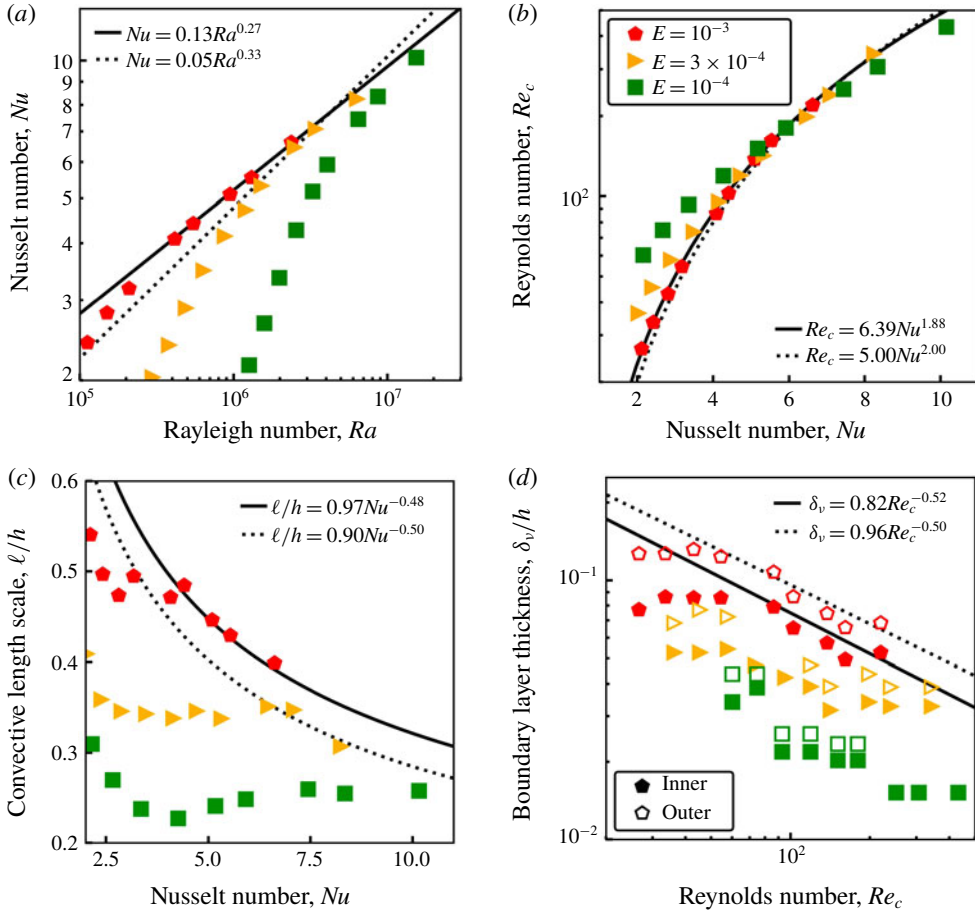 (a)
Nu = 0.13Ra^0.27
Nu = 0.05Ra^0.33
10
9
8
7
6
5
4
3
2
Nusselt number, Nu
10^5
10^6
10^7
Rayleigh number, Ra
(b)
E = 10^−3
E = 3 × 10^−4
E = 10^−4
10^2
Reynolds number, Re_c
Re_c = 6.39Nu^1.88
Re_c = 5.00Nu^2.00
2
4
6
8
10
Nusselt number, Nu
(c)
ℓ/h = 0.97Nu^−0.48
ℓ/h = 0.90Nu^−0.50
0.6
0.5
0.4
0.3
0.2
Convective length scale, ℓ/h
2.5
5.0
7.5
10.0
Nusselt number, Nu
(d)
δ_ν = 0.82Re_c^−0.52
δ_ν = 0.96Re_c^−0.50
10^−1
10^−2
Boundary layer thickness, δ_ν/h
Inner
Outer
10^2
Reynolds number, Re_c